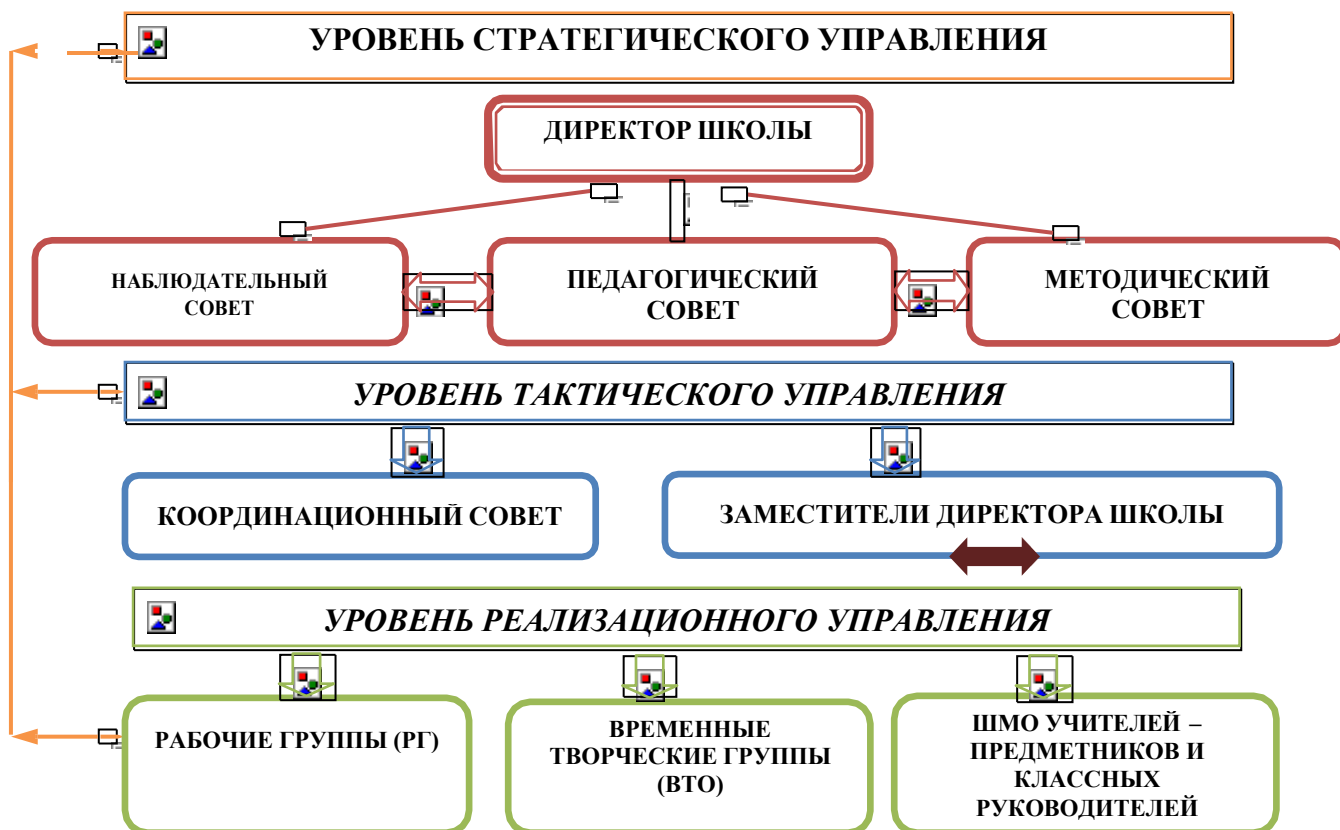 УРОВЕНЬ СТРАТЕГИЧЕСКОГО УПРАВЛЕНИЯ
ДИРЕКТОР ШКОЛЫ
НАБЛЮДАТЕЛЬНЫЙ
СОВЕТ
ПЕДАГОГИЧЕСКИЙ
СОВЕТ
МЕТОДИЧЕСКИЙ
СОВЕТ
УРОВЕНЬ ТАКТИЧЕСКОГО УПРАВЛЕНИЯ
КООРДИНАЦИОННЫЙ СОВЕТ
ЗАМЕСТИТЕЛИ ДИРЕКТОРА ШКОЛЫ
УРОВЕНЬ РЕАЛИЗАЦИОННОГО УПРАВЛЕНИЯ
РАБОЧИЕ ГРУППЫ (РГ)
ВРЕМЕННЫЕ
ТВОРЧЕСКИЕ ГРУППЫ
(ВТО)
ШМО УЧИТЕЛЕЙ –
ПРЕДМЕТНИКОВ И
КЛАССНЫХ
РУКОВОДИТЕЛЕЙ